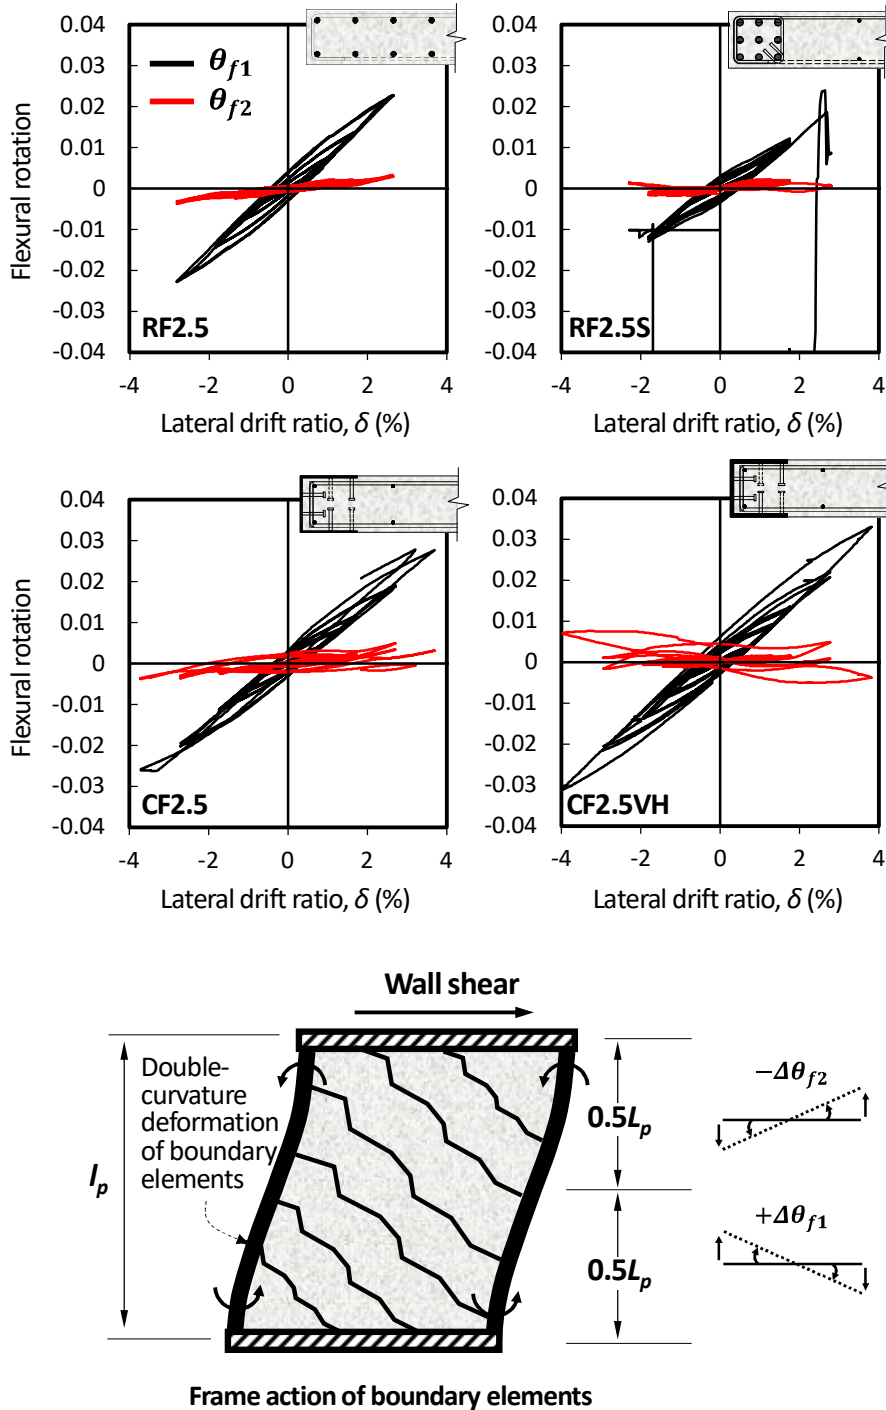 0.04
0.03
0.02
0.01
0
-0.01
-0.02
-0.03
-0.04
Flexural rotation
θf1
θf2
RF2.5
-4
-2
0
2
4
Lateral drift ratio, δ (%)
0.04
0.03
0.02
0.01
0
-0.01
-0.02
-0.03
-0.04
RF2.5S
-4
-2
0
2
4
Lateral drift ratio, δ (%)
0.04
0.03
0.02
0.01
0
-0.01
-0.02
-0.03
-0.04
Flexural rotation
CF2.5
-4
-2
0
2
4
Lateral drift ratio, δ (%)
0.04
0.03
0.02
0.01
0
-0.01
-0.02
-0.03
-0.04
CF2.5VH
-4
-2
0
2
4
Lateral drift ratio, δ (%)
Wall shear
Double-
curvature
deformation
of boundary
elements
lp
0.5Lp
0.5Lp
−Δθf2
+Δθf1
Frame action of boundary elements